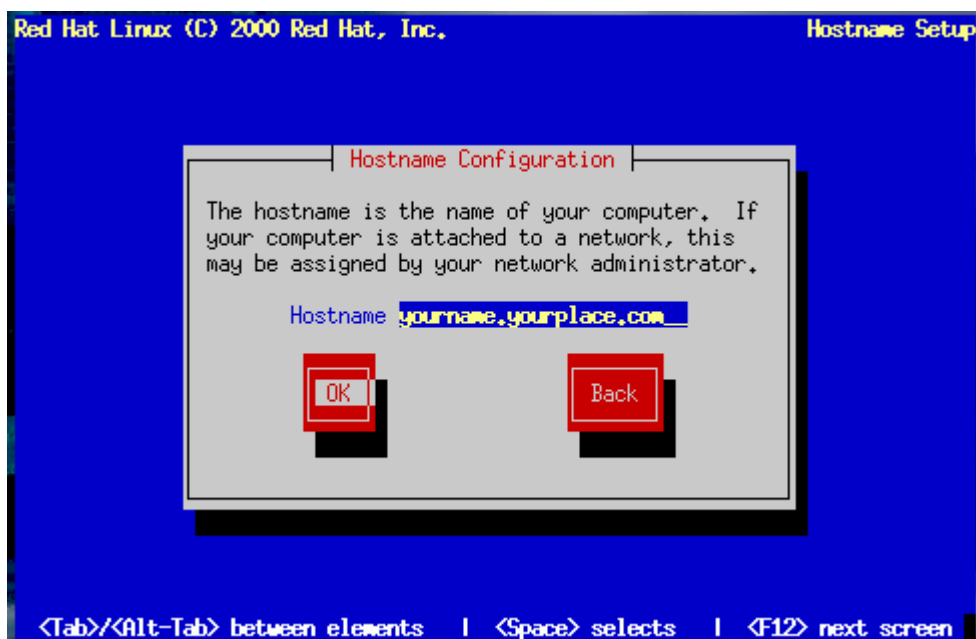 Red Hat Linux (C) 2000 Red Hat, Inc. Hostname Setup
Hostname Configuration
The hostname is the name of your computer. If
your computer is attached to a network, this
may be assigned by your network administrator.
Hostname yourname.yourplace.com__
OK Back
<Tab>/<Alt-Tab> between elements | <Space> selects | <F12> next screen